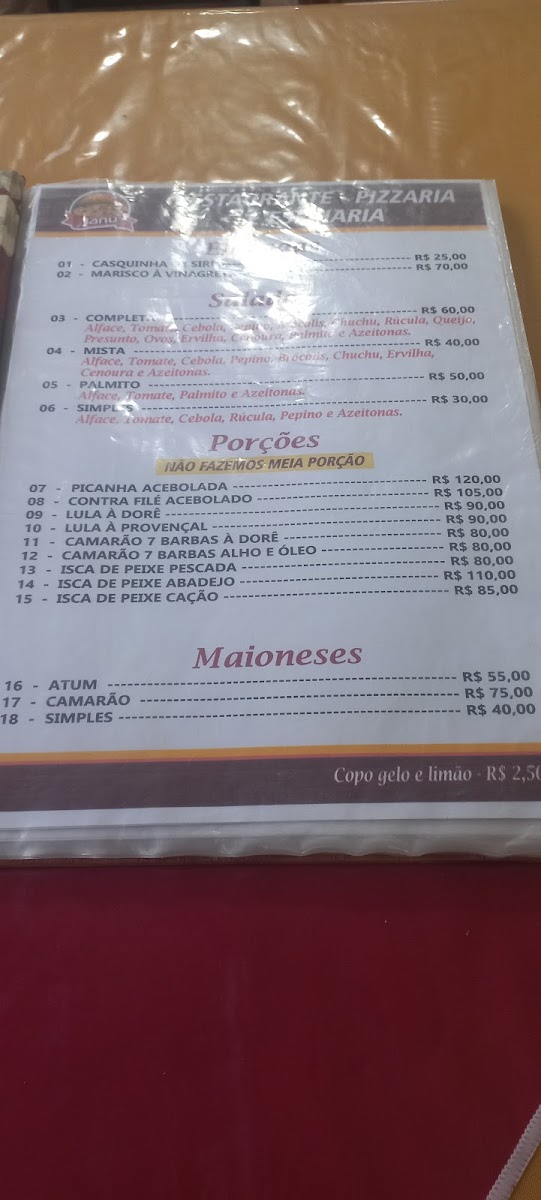 Janu
RESTAURANTE - PIZZARIA
01 - CASQUINHA SIRI R$ 25,00
02 - MARISCO À VINAGRE R$ 70,00
03 - COMPLET R$ 60,00
Alface, Tomate, Cebola, Pepino, Chuchu, Rúcula, Queijo,
Presunto, Ovos, Ervilha, Cenoura, Palmito e Azeitonas.
04 - MISTA R$ 40,00
Alface, Tomate, Cebola, Pepino, Brócolis, Chuchu, Ervilha,
Cenoura e Azeitonas.
05 - PALMITO R$ 50,00
Alface, Tomate, Palmito e Azeitonas.
06 - SIMPLES R$ 30,00
Alface, Tomate, Cebola, Rúcula, Pepino e Azeitonas.
Porções
NÃO FAZEMOS MEIA PORÇÃO
07 - PICANHA ACEBOLADA R$ 120,00
08 - CONTRA FILÉ ACEBOLADO R$ 105,00
09 - LULA À DORÊ R$ 90,00
10 - LULA À PROVENÇAL R$ 90,00
11 - CAMARÃO 7 BARBAS À DORÊ R$ 80,00
12 - CAMARÃO 7 BARBAS ALHO E ÓLEO R$ 80,00
13 - ISCA DE PEIXE PESCADA R$ 80,00
14 - ISCA DE PEIXE ABADEJO R$ 110,00
15 - ISCA DE PEIXE CAÇÃO R$ 85,00
Maioneses
16 - ATUM R$ 55,00
17 - CAMARÃO R$ 75,00
18 - SIMPLES R$ 40,00
Copo gelo e limão - R$ 2,50